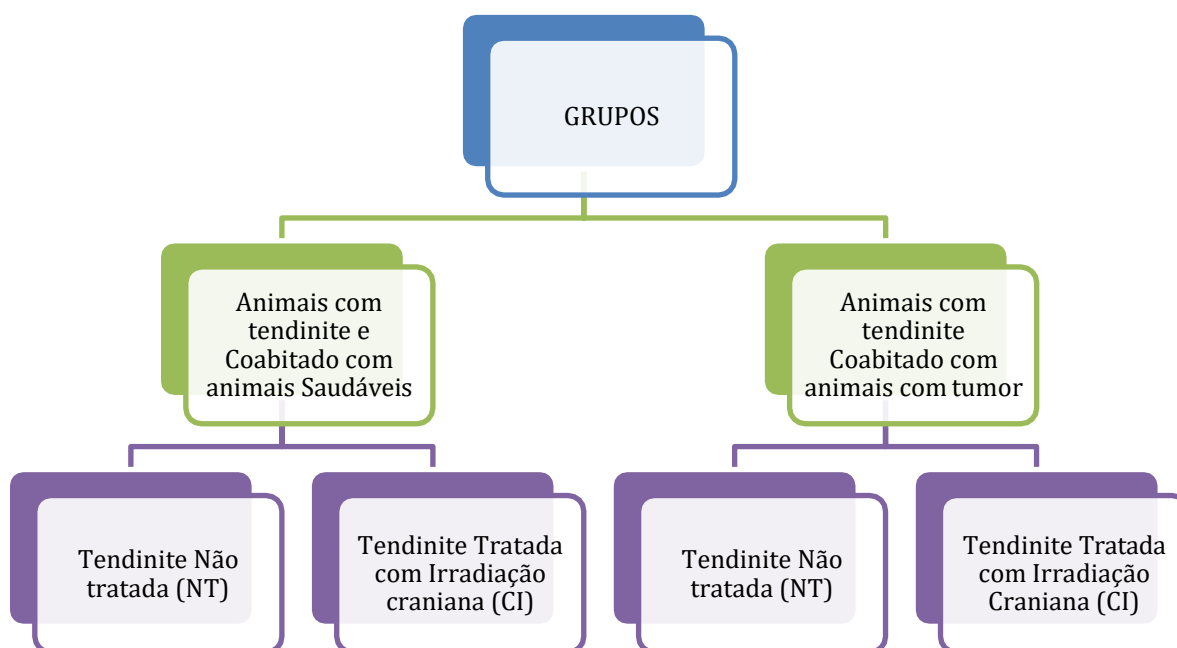 GRUPOS
Animais com
tendinite e
Coabitado com
animais Saudáveis
Animais com
tendinite
Coabitado com
animais com tumor
Tendinite Não
tratada (NT)
Tendinite Tratada
com Irradiação
craniana (CI)
Tendinite Não
tratada (NT)
Tendinite Tratada
com Irradiação
Craniana (CI)